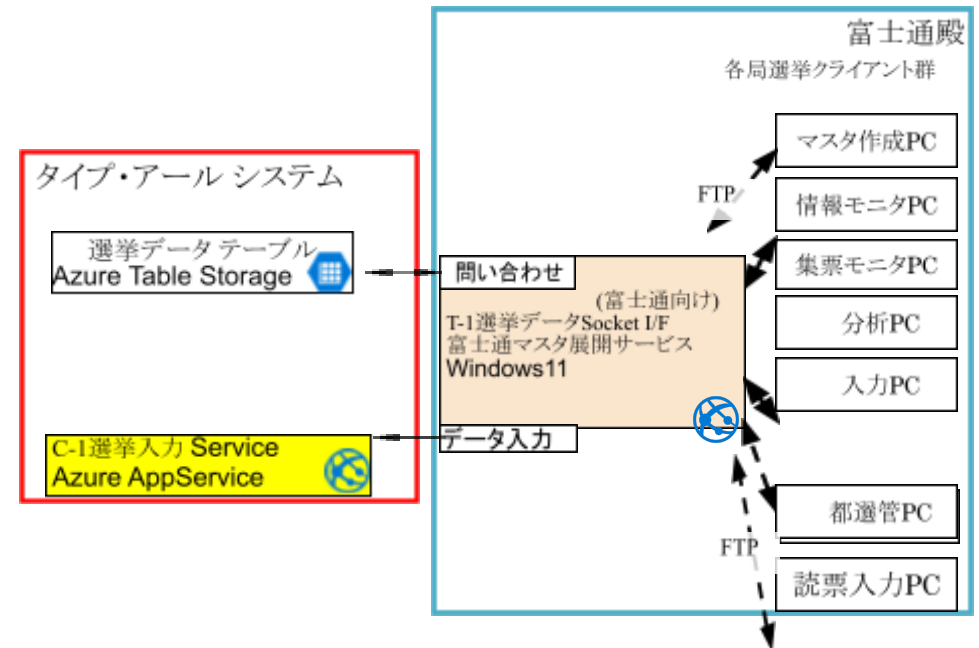 富士通殿
各局選挙クライアント群
マスタ作成PC
タイプ・アール システム
FTP
情報モニタPC
選挙データ テーブル
Azure Table Storage
問い合わせ
集票モニタPC
(富士通向け)
T-1選挙データSocket I/F
富士通マスタ展開サービス
Windows11
分析PC
入力PC
データ入力
C-1選挙入力 Service
Azure AppService
都選管PC
FTP
読票入力PC